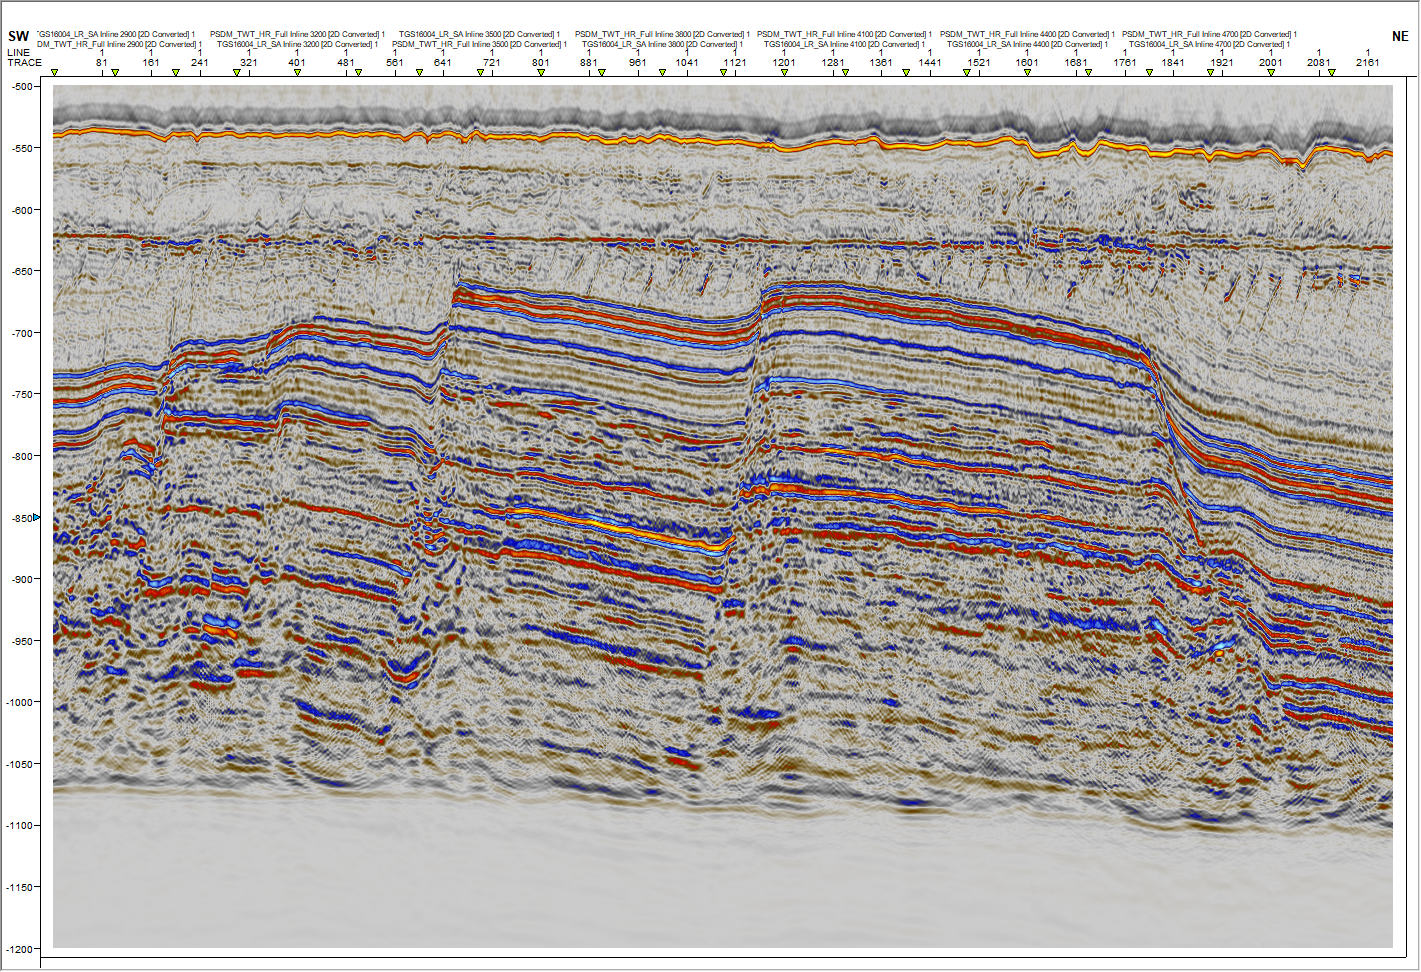 SW
TGS16004_LR_SA Inline 2900 [2D Converted] 1 PSDM_TWT_HR_Full Inline 3200 [2D Converted] 1 TGS16004_LR_SA Inline 3500 [2D Converted] 1 PSDM_TWT_HR_Full Inline 3800 [2D Converted] 1 PSDM_TWT_HR_Full Inline 4100 [2D Converted] 1 PSDM_TWT_HR_Full Inline 4400 [2D Converted] 1 PSDM_TWT_HR_Full Inline 4700 [2D Converted] 1
NE
DM_TWT_HR_Full Inline 2900 [2D Converted] 1 TGS16004_LR_SA Inline 3200 [2D Converted] 1 PSDM_TWT_HR_Full Inline 3500 [2D Converted] 1 TGS16004_LR_SA Inline 3800 [2D Converted] 1 TGS16004_LR_SA Inline 4100 [2D Converted] 1 TGS16004_LR_SA Inline 4400 [2D Converted] 1 TGS16004_LR_SA Inline 4700 [2D Converted] 1
LINE 1 1 1 1 1 1 1 1 1 1 1 1 1 1 1 1 1 1 1 1 1 1 1 1 1 1 1
TRACE 81 161 241 321 401 481 561 641 721 801 881 961 1041 1121 1201 1281 1361 1441 1521 1601 1681 1761 1841 1921 2001 2081 2161
-500
-550
-600
-650
-700
-750
-800
-850
-900
-950
-1000
-1050
-1100
-1150
-1200